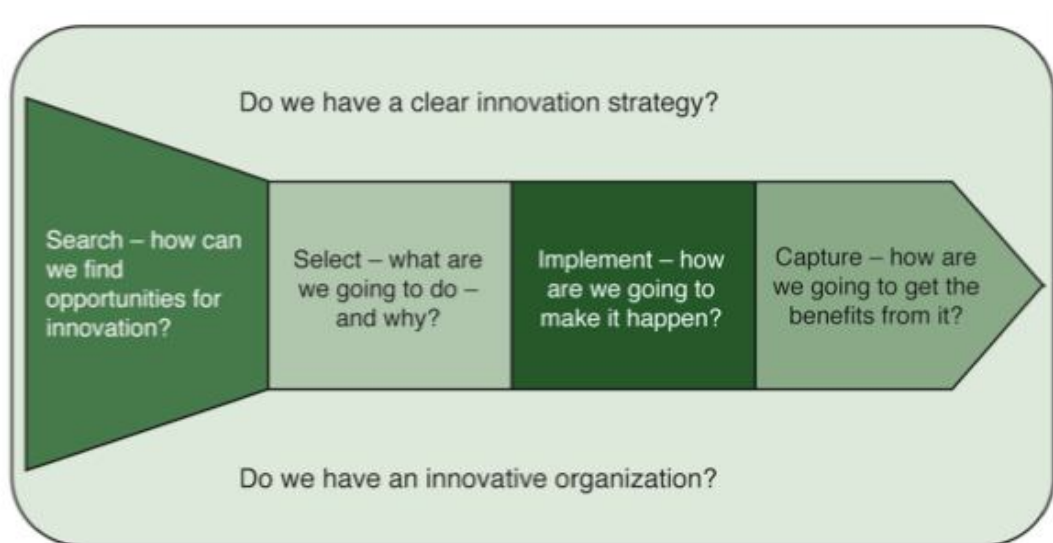 Do we have a clear innovation strategy?
Search – how can
we find
opportunities for
innovation?
Select – what are
we going to do –
and why?
Implement – how
are we going to
make it happen?
Capture – how are
we going to get the
benefits from it?
Do we have an innovative organization?